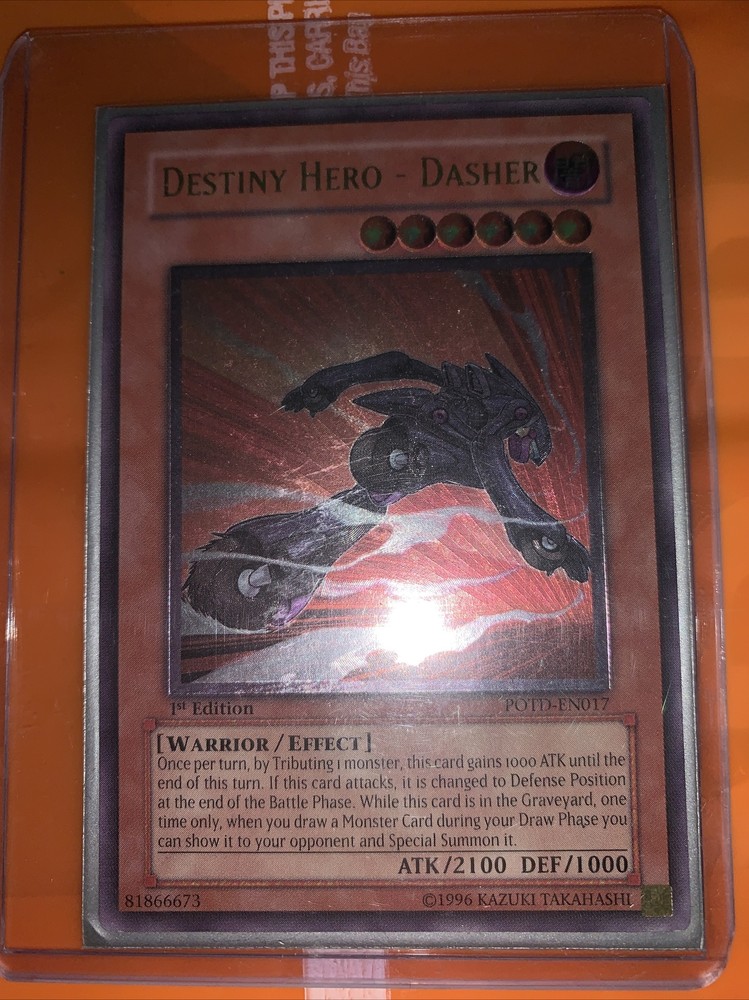 P THIS P
S, CARRI
This Bag
DESTINY HERO - DASHER
1st Edition
POTD-EN017
[WARRIOR / EFFECT]
Once per turn, by Tributing 1 monster, this card gains 1000 ATK until the
end of this turn. If this card attacks, it is changed to Defense Position
at the end of the Battle Phase. While this card is in the Graveyard, one
time only, when you draw a Monster Card during your Draw Phase you
can show it to your opponent and Special Summon it.
ATK/2100 DEF/1000
81866673
©1996 KAZUKI TAKAHASHI